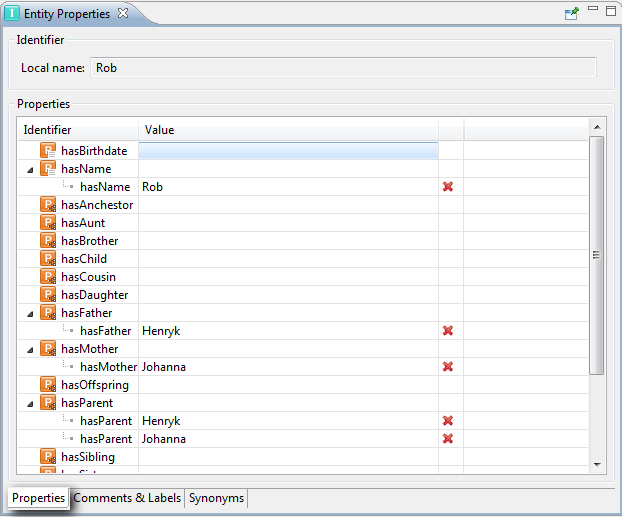 Entity Properties
Identifier
Local name: Rob
Properties
Identifier Value
hasBirthdate
hasName
hasName Rob
hasAnchestor
hasAunt
hasBrother
hasChild
hasCousin
hasDaughter
hasFather
hasFather Henryk
hasMother
hasMother Johanna
hasOffspring
hasParent
hasParent Henryk
hasParent Johanna
hasSibling
Properties Comments & Labels Synonyms